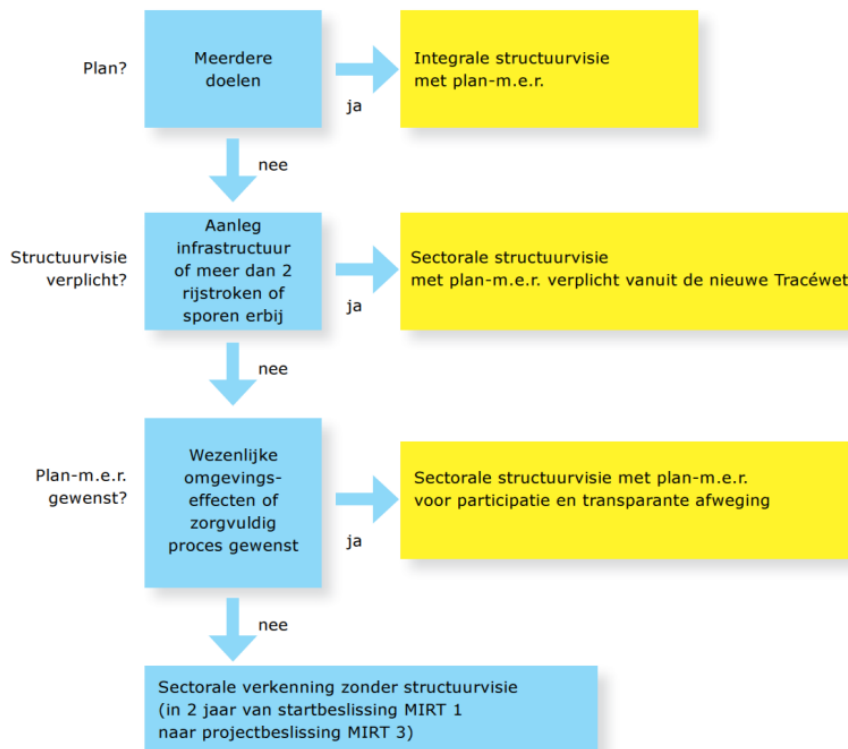 Plan?
Meerdere
doelen
ja
Integrale structuurvisie
met plan-m.e.r.
nee
Structuurvisie
verplicht?
Aanleg
infrastructuur
of meer dan 2
rijstroken of
sporen erbij
ja
Sectorale structuurvisie
met plan-m.e.r. verplicht vanuit de nieuwe Tracéwet
nee
Plan-m.e.r.
gewenst?
Wezenlijke
omgevings-
effecten of
zorgvuldig
proces gewenst
ja
Sectorale structuurvisie met plan-m.e.r.
voor participatie en transparante afweging
nee
Sectorale verkenning zonder structuurvisie
(in 2 jaar van startbeslissing MIRT 1
naar projectbeslissing MIRT 3)